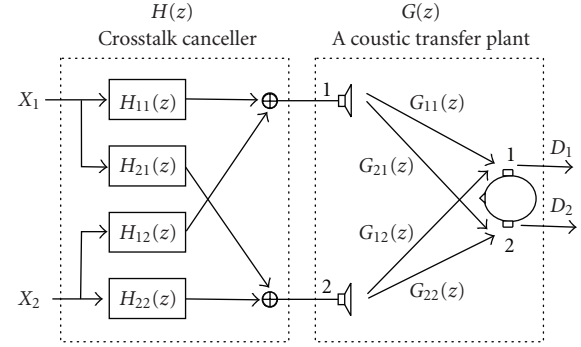 H(z)
G(z)
Crosstalk canceller
A coustic transfer plant
X1
H11(z)
1
G11(z)
1
D1
H21(z)
G21(z)
D2
H12(z)
G12(z)
2
X2
H22(z)
2
G22(z)